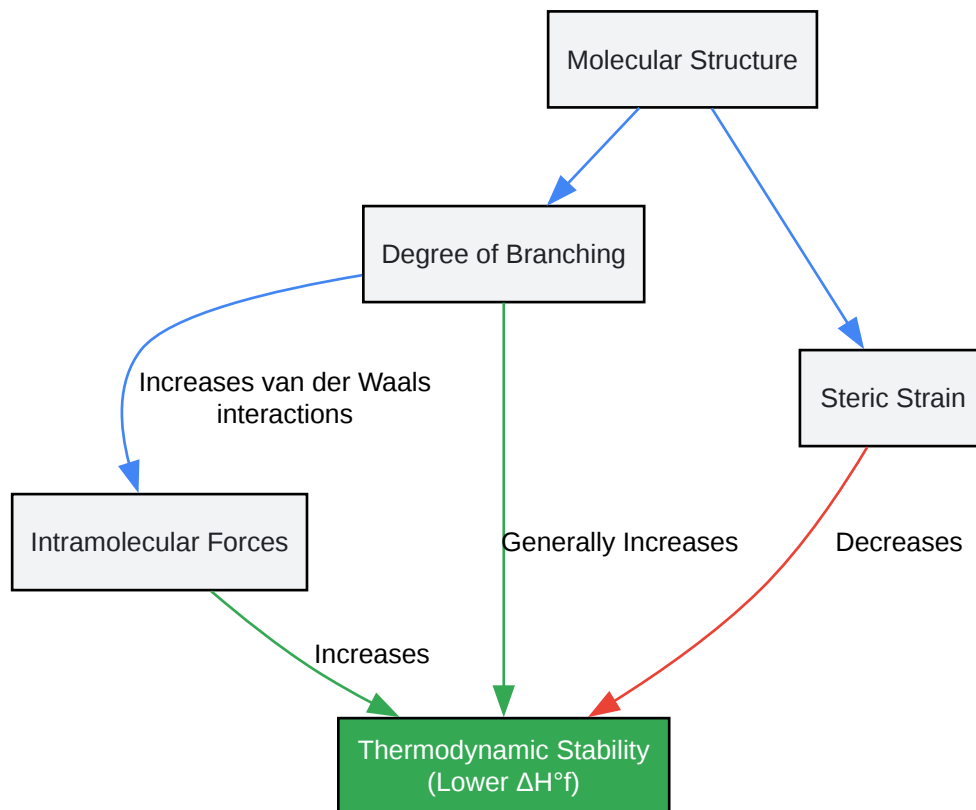 Molecular Structure
Degree of Branching
Steric Strain
Increases van der Waals
interactions
Intramolecular Forces
Generally Increases
Decreases
Increases
Thermodynamic Stability
(Lower ΔH°f)